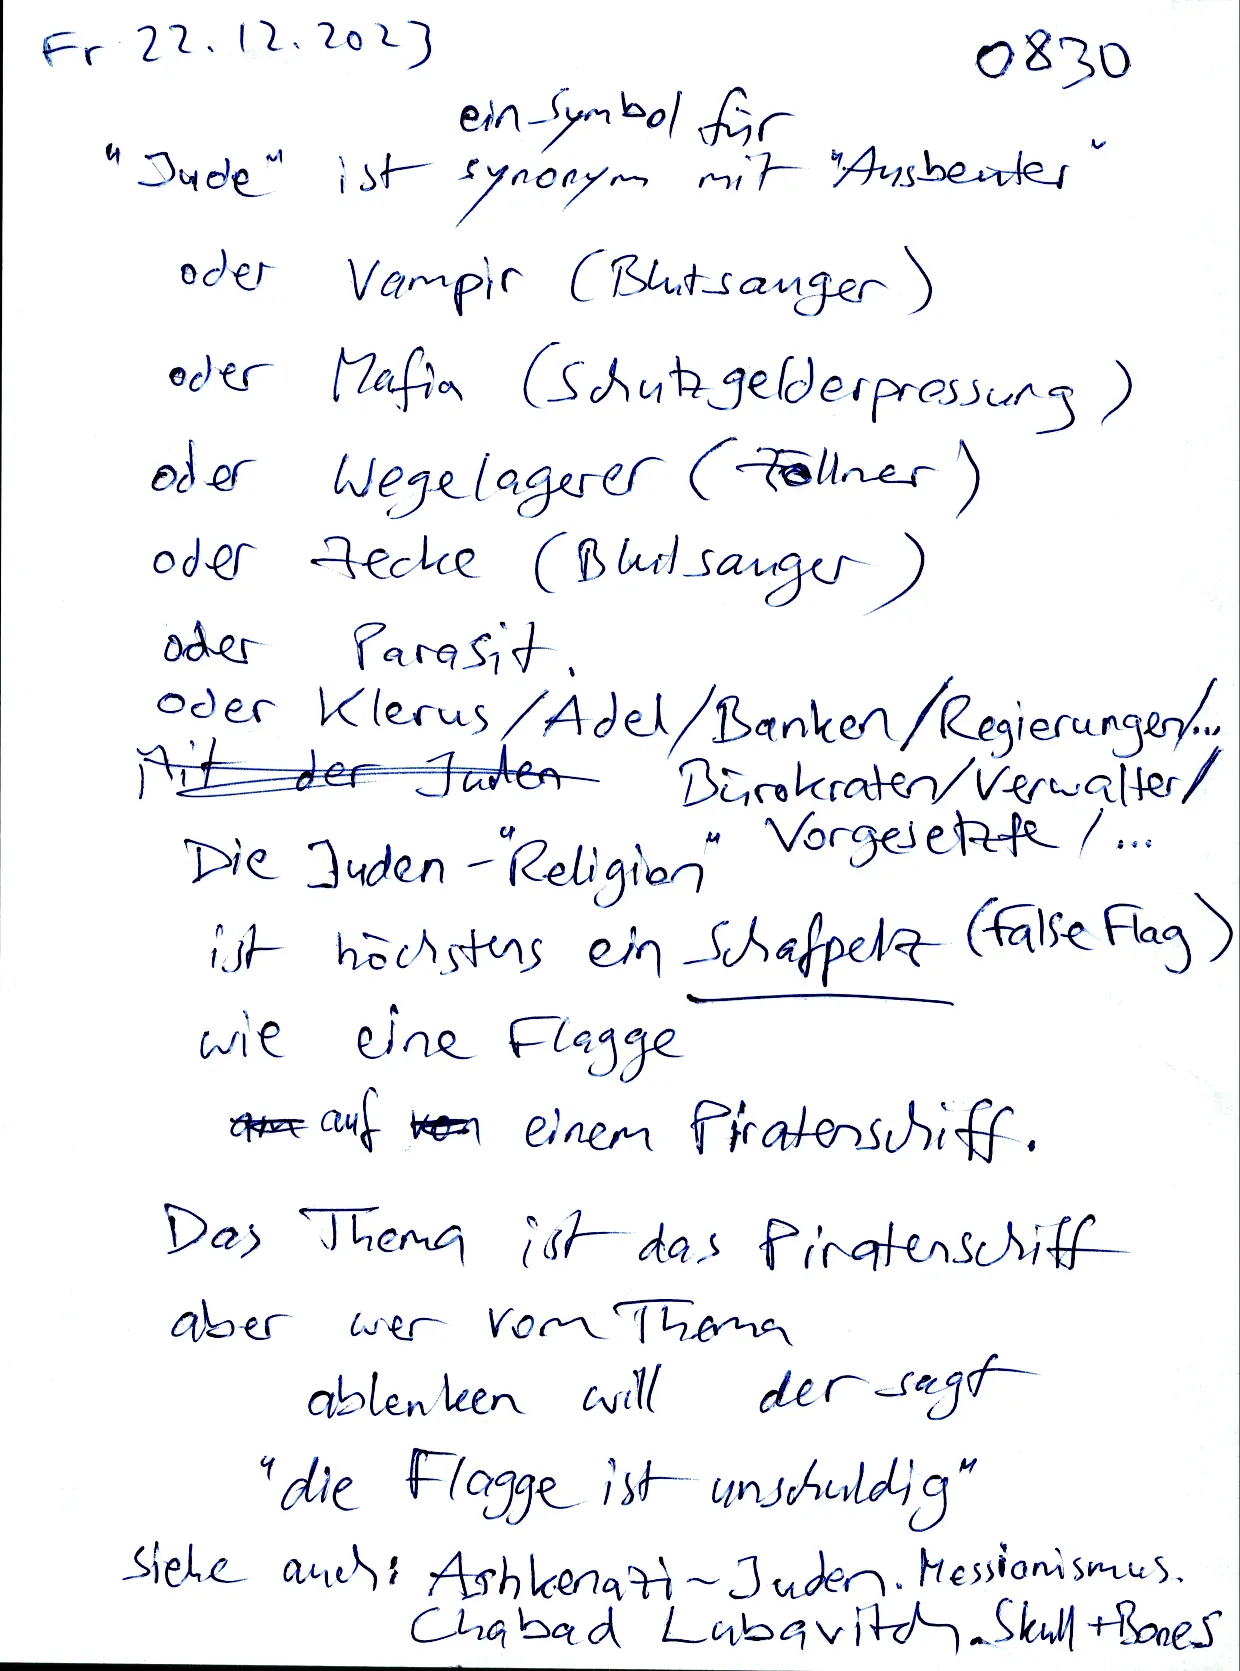 Fr 22.12.2023 0830
ein Symbol für
"Jude" ist synonym mit "Ausbeuter"
oder Vampir (Blutsauger)
oder Mafia (Schutzgelderpressung)
oder Wegelagerer (Zöllner)
oder Zecke (Blutsauger)
oder Parasit.
oder Klerus/Adel/Banken/Regierungen/...
Mit der Juden Bürokraten/Verwalter/
Vorgesetzte/...
Die Juden-"Religion"
ist höchstens ein Schafpelz (False Flag)
wie eine Flagge
auf von einem Piratenschiff.
Das Thema ist das Piratenschiff
aber wer vom Thema
ablenken will der sagt
"die Flagge ist unschuldig"
siehe auch: Ashkenazi-Juden. Messionismus.
Chabad Lubavitch. Skull+Bones